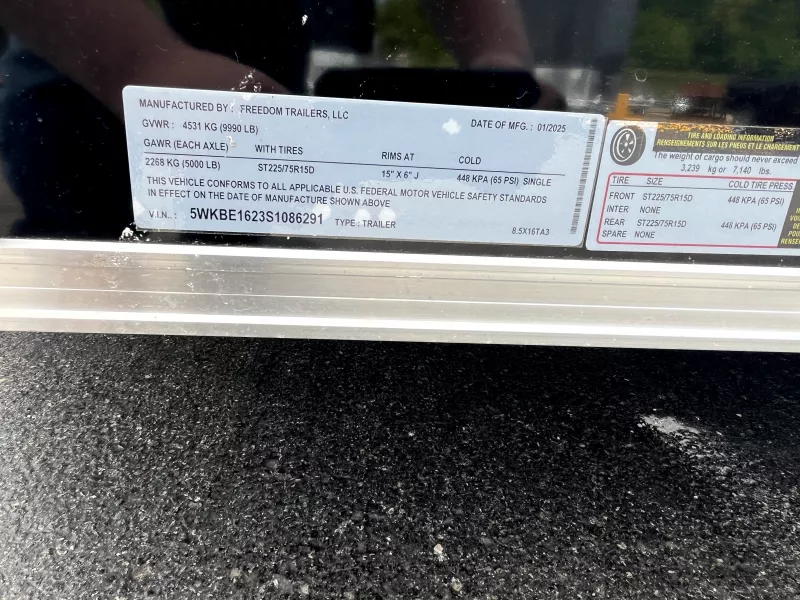 MANUFACTURED BY : FREEDOM TRAILERS, LLC
GVWR : 4531 KG (9990 LB)
DATE OF MFG. : 01/2025
GAWR (EACH AXLE) WITH TIRES RIMS AT COLD
2268 KG (5000 LB) ST225/75R15D 15" X 6" J 448 KPA (65 PSI) SINGLE
THIS VEHICLE CONFORMS TO ALL APPLICABLE U.S. FEDERAL MOTOR VEHICLE SAFETY STANDARDS
IN EFFECT ON THE DATE OF MANUFACTURE SHOWN ABOVE
V.I.N.. : 5WKBE1623S1086291 TYPE : TRAILER 8.5X16TA3
TIRE AND LOADING INFORMATION
RENSEIGNEMENTS SUR LES PNEUS ET LE CHARGEMENT
The weight of cargo should never exceed
3,239 kg or 7,140 lbs.
TIRE SIZE COLD TIRE PRESS
FRONT ST225/75R15D 448 KPA (65 PSI)
INTER NONE
REAR ST225/75R15D 448 KPA (65 PSI)
SPARE NONE